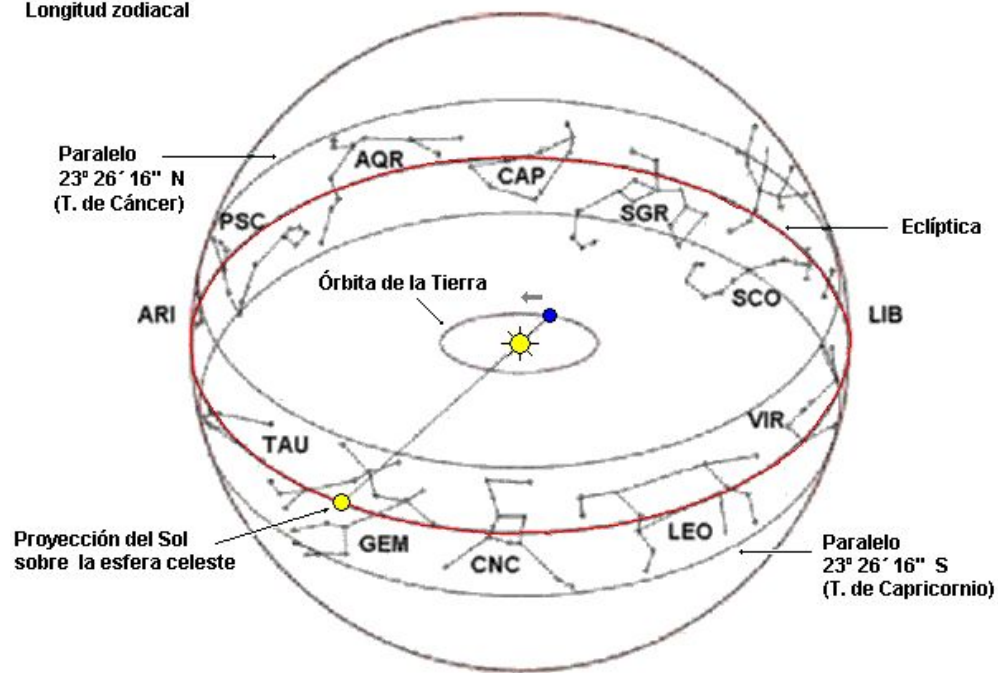 Longitud zodiacal
Paralelo
23º 26´ 16" N
(T. de Cáncer)
AQR
CAP
SGR
PSC
Eclíptica
Órbita de la Tierra
SCO
ARI
LIB
VIR
TAU
LEO
GEM
CNC
Proyección del Sol
sobre la esfera celeste
Paralelo
23º 26´ 16" S
(T. de Capricornio)